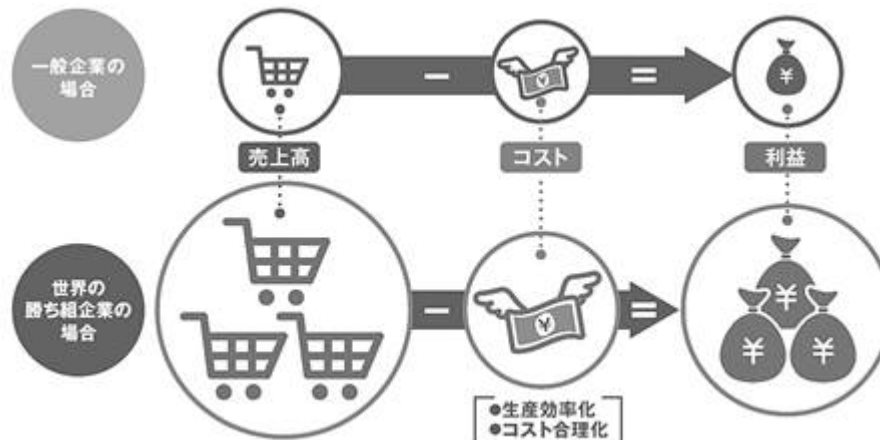 一般企業の
場合
− =
¥
¥
売上高 コスト 利益
世界の
勝ち組企業の
場合
− =
¥
¥
¥ ¥
●生産効率化
●コスト合理化